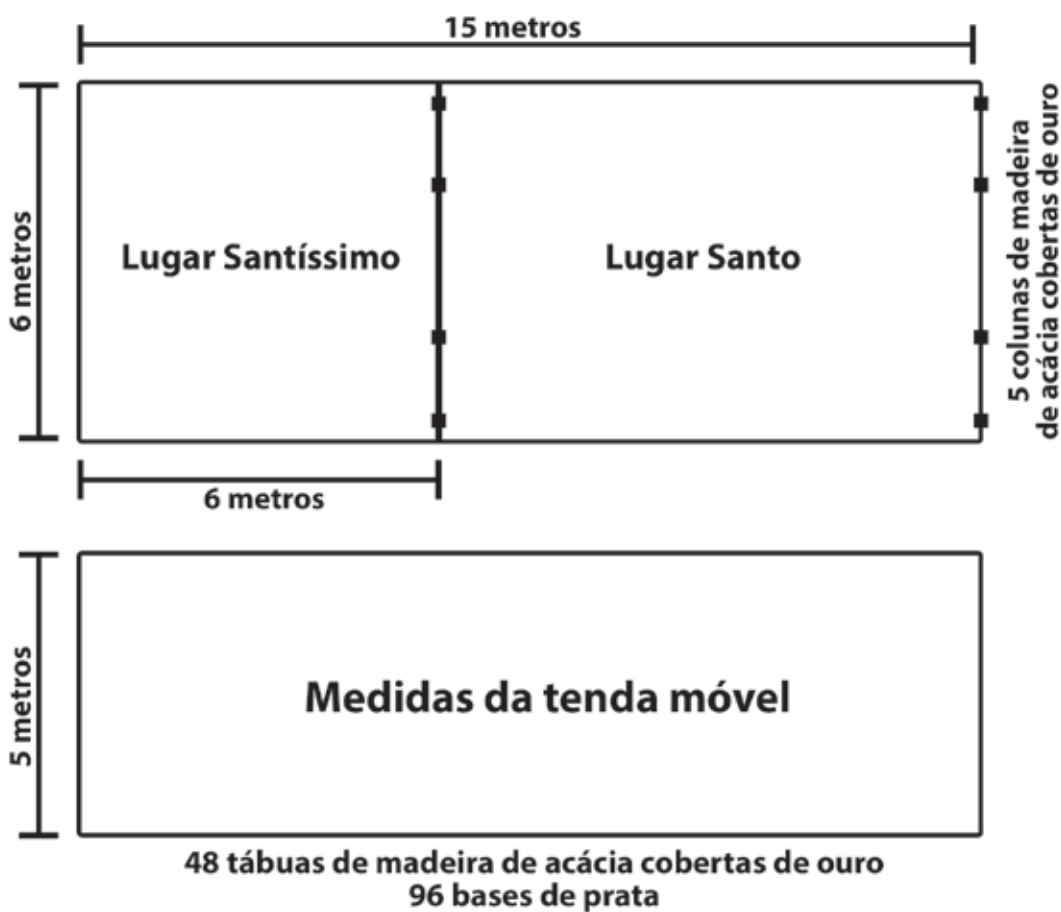 15 metros
6 metros
Lugar Santíssimo
Lugar Santo
5 colunas de madeira
de acácia cobertas de ouro
6 metros
5 metros
Medidas da tenda móvel
48 tábuas de madeira de acácia cobertas de ouro
96 bases de prata